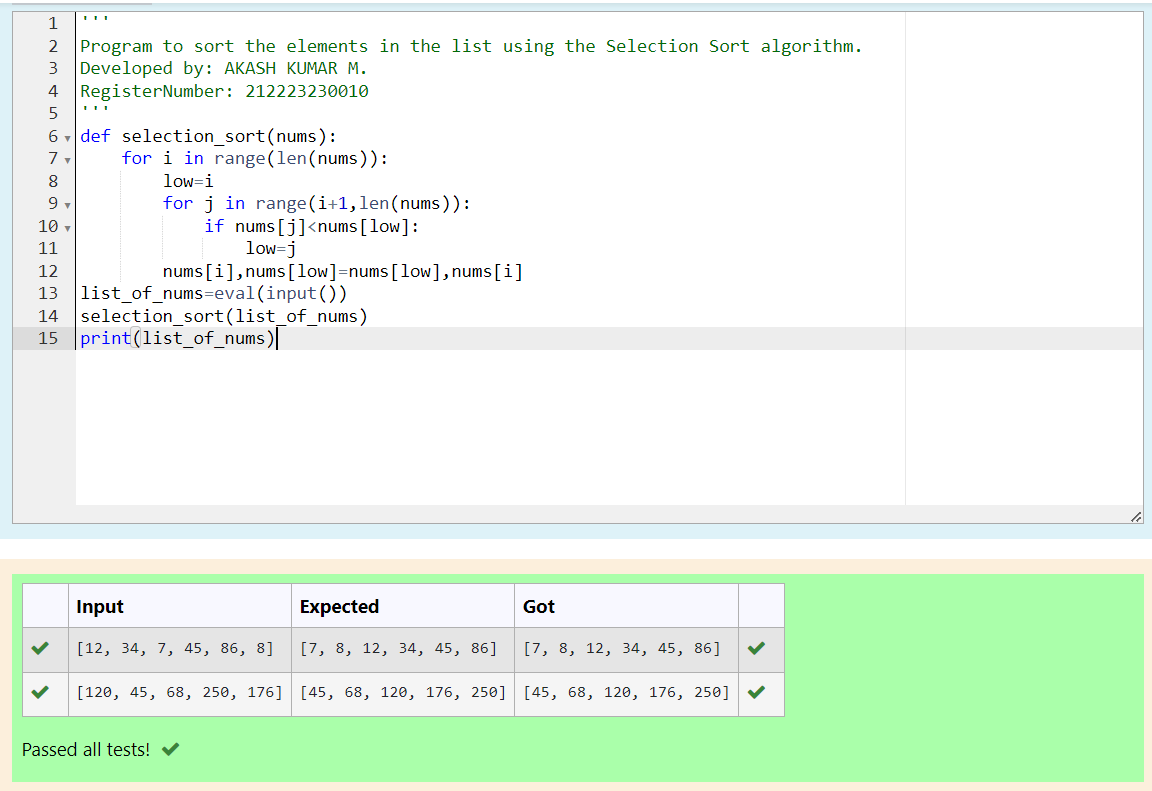 1 '''
2 Program to sort the elements in the list using the Selection Sort algorithm.
3 Developed by: AKASH KUMAR M.
4 RegisterNumber: 212223230010
5 '''
6 def selection_sort(nums):
7     for i in range(len(nums)):
8         low=i
9         for j in range(i+1,len(nums)):
10             if nums[j]<nums[low]:
11                 low=j
12         nums[i],nums[low]=nums[low],nums[i]
13 list_of_nums=eval(input())
14 selection_sort(list_of_nums)
15 print(list_of_nums)
Input Expected Got
[12, 34, 7, 45, 86, 8] [7, 8, 12, 34, 45, 86] [7, 8, 12, 34, 45, 86]
[120, 45, 68, 250, 176] [45, 68, 120, 176, 250] [45, 68, 120, 176, 250]
Passed all tests!